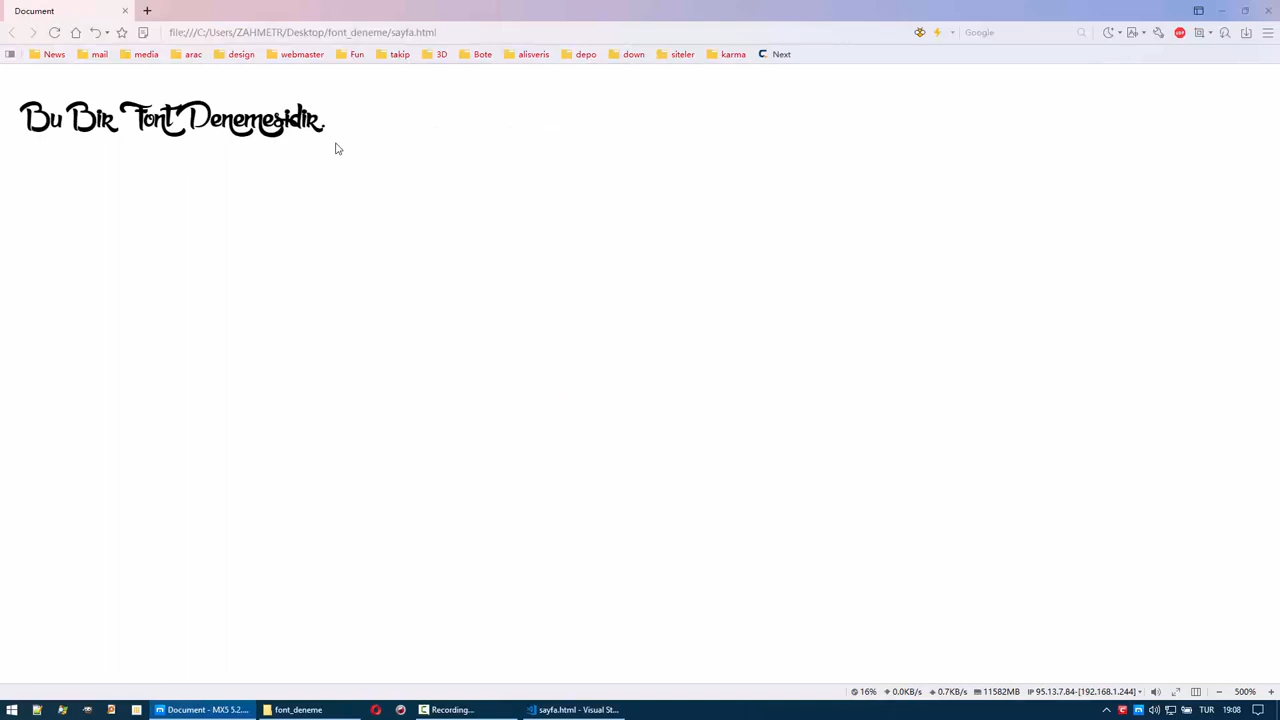 Document
file:///C:/Users/ZAHMETR/Desktop/font_deneme/sayfa.html
Google
News mail media arac design webmaster Fun takip 3D Bote alisveris depo down siteler karma Next
Bu Bir Font Denemesidir.
16% 0.0KB/s 0.7KB/s 11582MB IP 95.13.7.84-[192.168.1.244] 500%
Document - MX5 5.2... font_deneme Recording... sayfa.html - Visual St... TUR 19:08